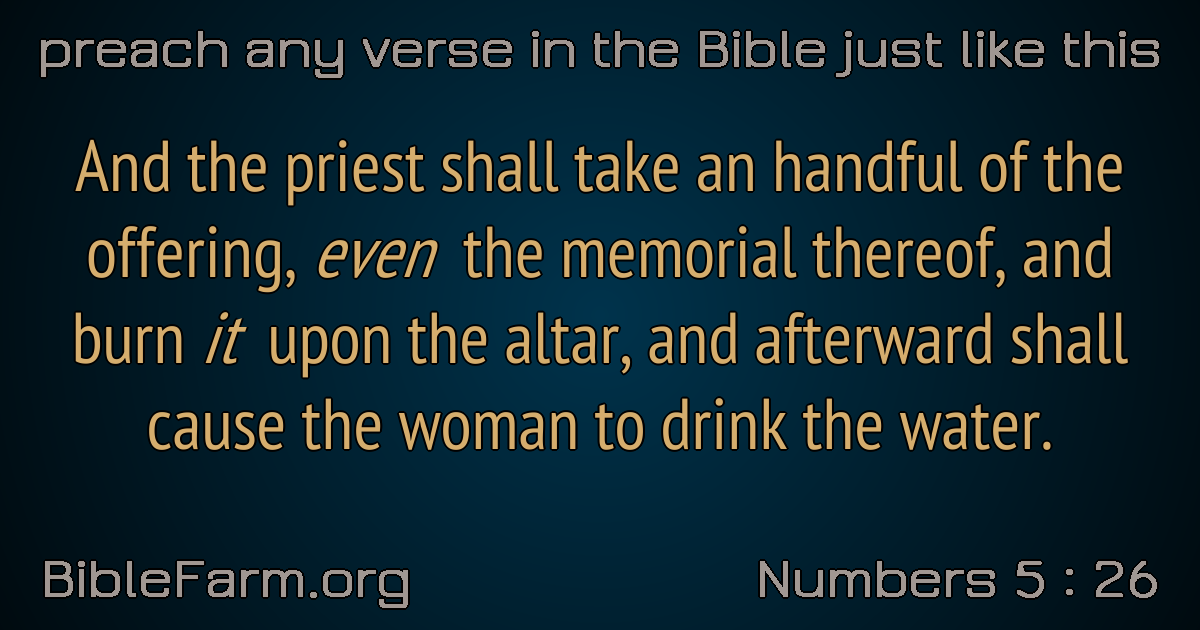 preach any verse in the Bible just like this
And the priest shall take an handful of the
offering, even the memorial thereof, and
burn it upon the altar, and afterward shall
cause the woman to drink the water.
BibleFarm.org
Numbers 5 : 26